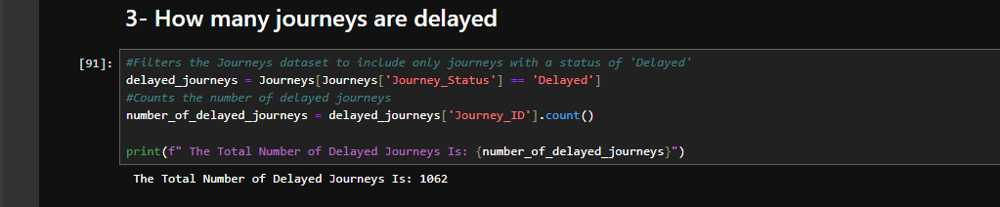 3- How many journeys are delayed
[91]: #Filters the Journeys dataset to include only journeys with a status of 'Delayed'
delayed_journeys = Journeys[Journeys['Journey_Status'] == 'Delayed']
#Counts the number of delayed journeys
number_of_delayed_journeys = delayed_journeys['Journey_ID'].count()
print(f" The Total Number of Delayed Journeys Is: {number_of_delayed_journeys}")
The Total Number of Delayed Journeys Is: 1062